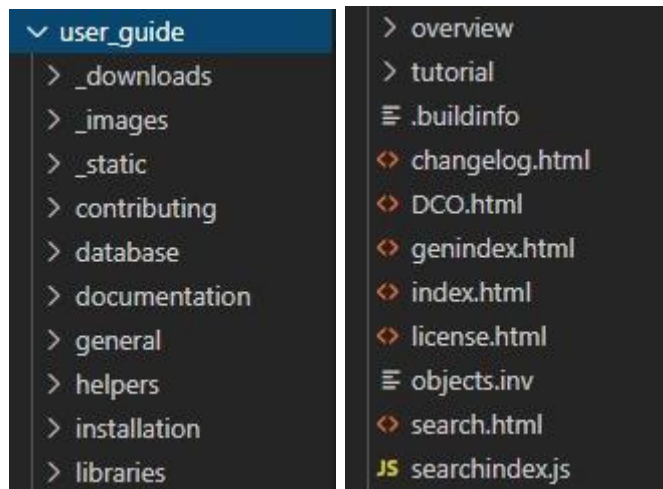 user_guide
_downloads
_images
_static
contributing
database
documentation
general
helpers
installation
libraries
overview
tutorial
.buildinfo
changelog.html
DCO.html
genindex.html
index.html
license.html
objects.inv
search.html
JS searchindex.js